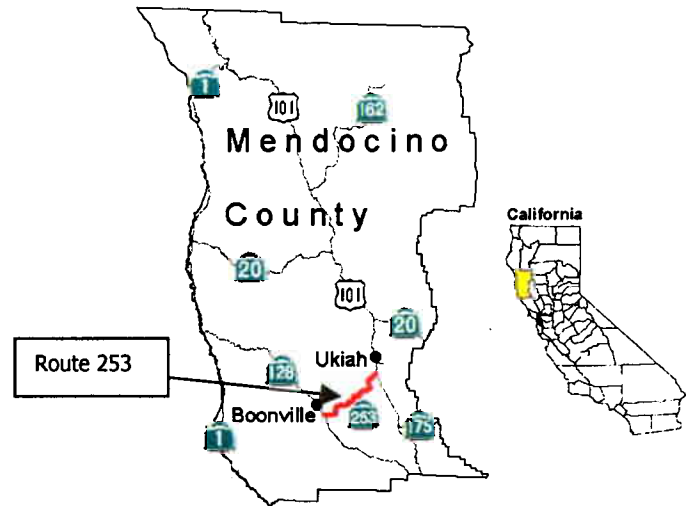 1
101
162
Mendocino
County
California
20
101
20
Ukiah
Route 253
128
Boonville
253
1
175